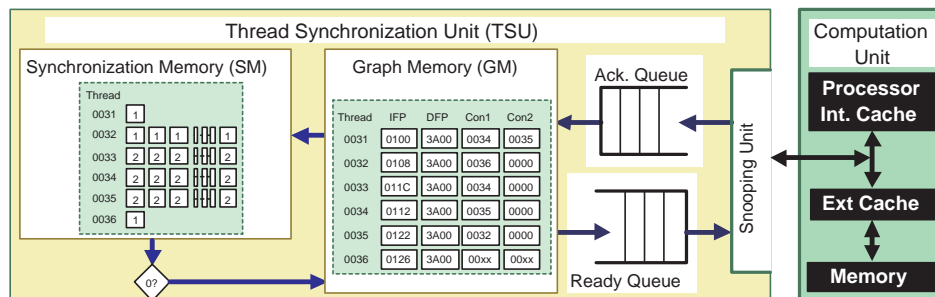 Thread Synchronization Unit (TSU)
Synchronization Memory (SM)
Thread
0031 1
0032 1 1 1 1
0033 2 2 2 2
0034 2 2 2 2
0035 2 2 2 2
0036 1
0?
Graph Memory (GM)
Thread IFP DFP Con1 Con2
0031 0100 3A00 0034 0035
0032 0108 3A00 0036 0000
0033 011C 3A00 0034 0000
0034 0112 3A00 0035 0000
0035 0122 3A00 0032 0000
0036 0126 3A00 00xx 00xx
Ack. Queue
Ready Queue
Snooping Unit
Computation
Unit
Processor
Int. Cache
Ext Cache
Memory